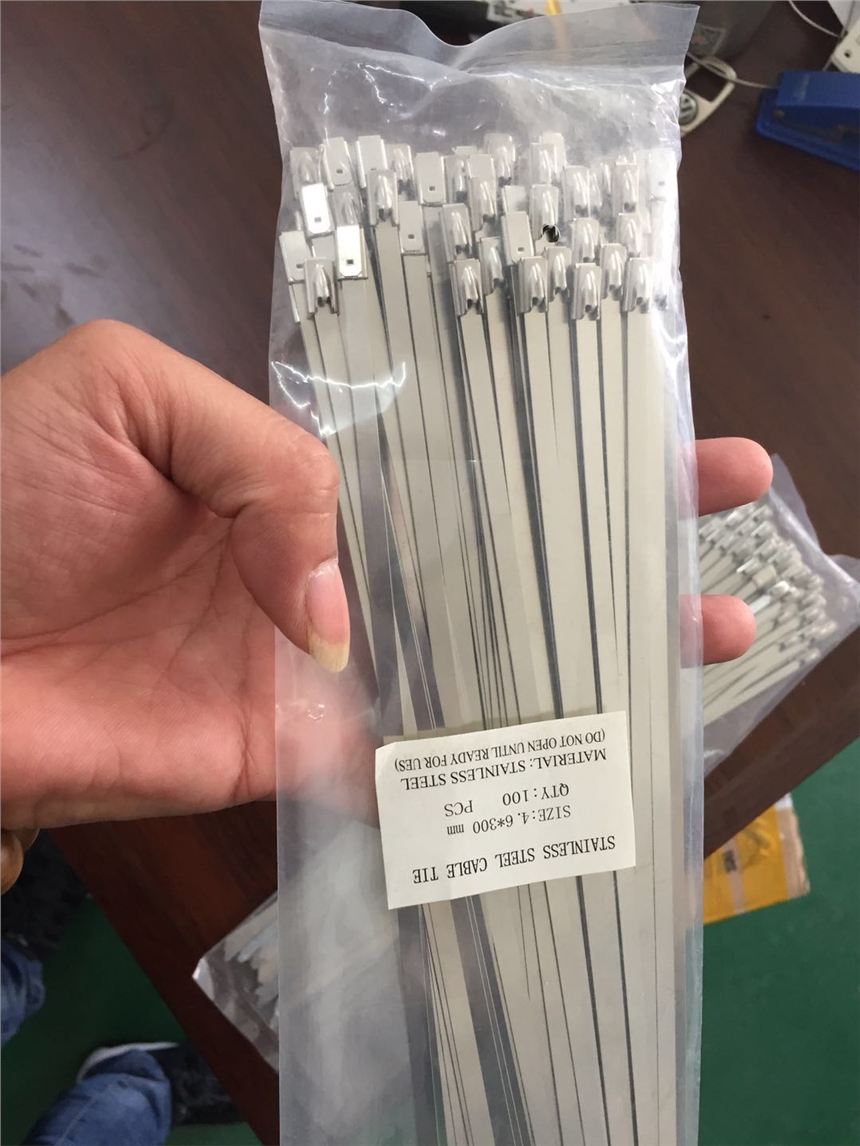 STAINLESS STEEL CABLE TIE
SIZE:4.6*300 mm
QTY:100 PCS
MATERIAL: STAINLESS STEEL
(DO NOT OPEN UNTIL READY FOR UES)